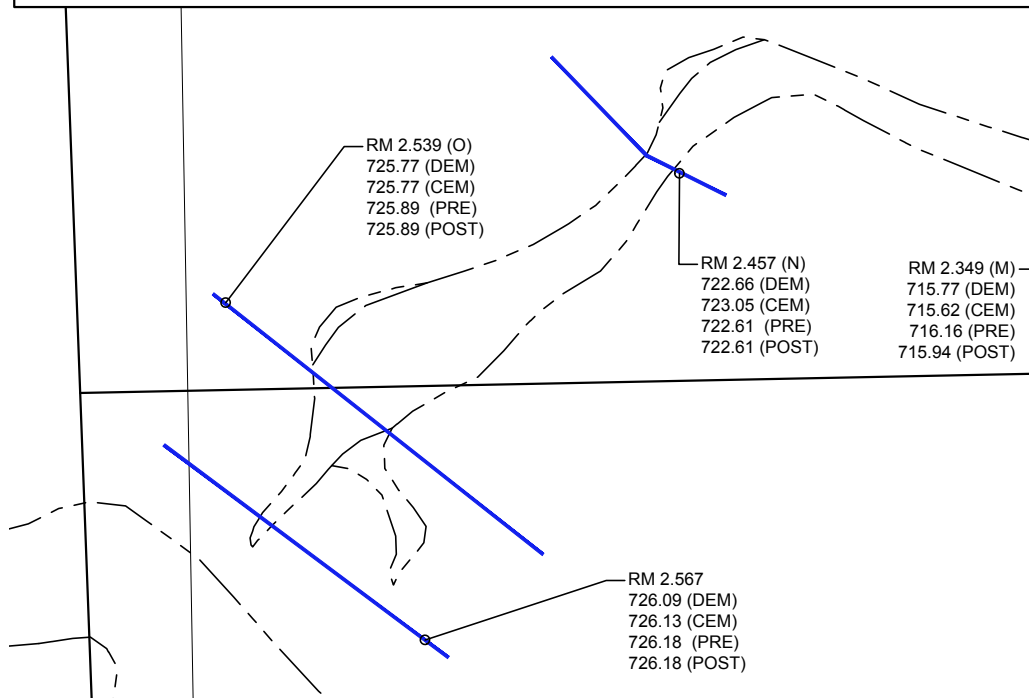 RM 2.539 (O)
725.77 (DEM)
725.77 (CEM)
725.89 (PRE)
725.89 (POST)
RM 2.457 (N)
722.66 (DEM)
723.05 (CEM)
722.61 (PRE)
722.61 (POST)
RM 2.349 (M)
715.77 (DEM)
715.62 (CEM)
716.16 (PRE)
715.94 (POST)
RM 2.567
726.09 (DEM)
726.13 (CEM)
726.18 (PRE)
726.18 (POST)